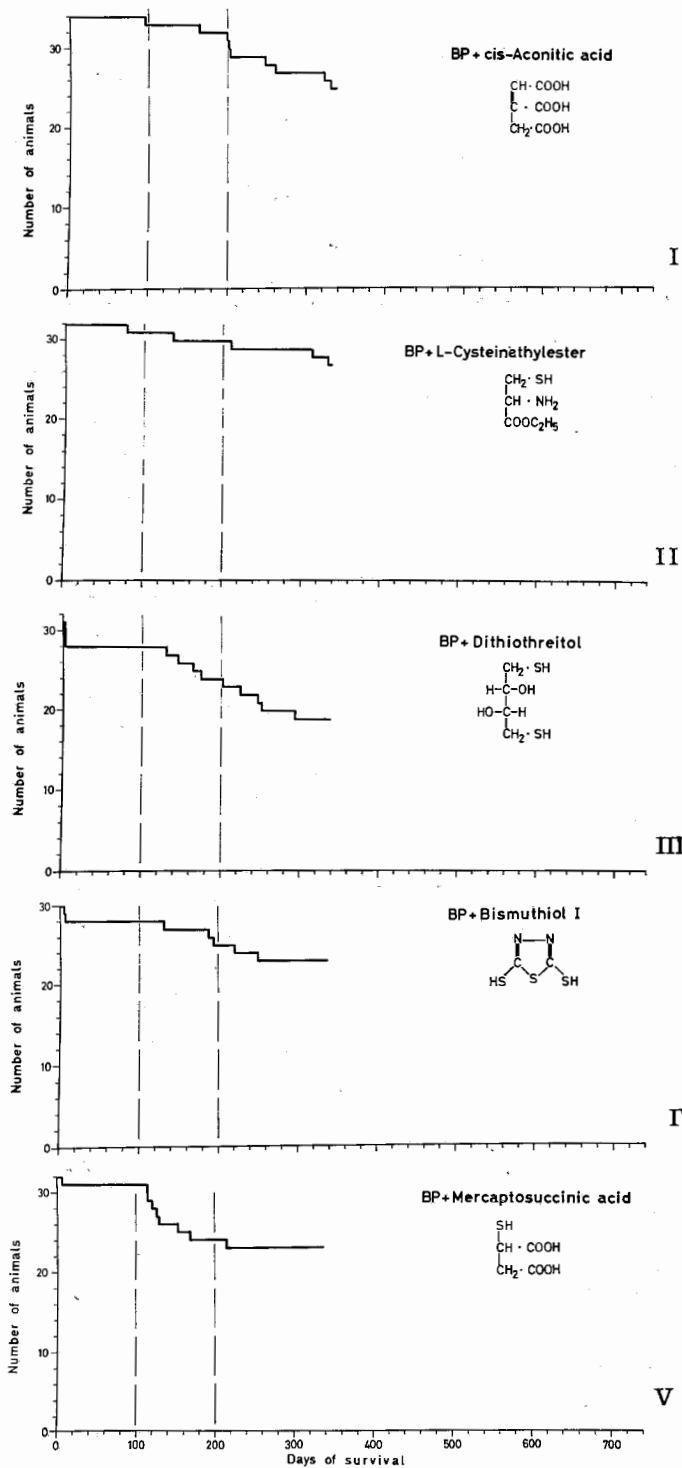 30
20
10
0
Number of animals
BP+ cis-Aconitic acid
CH·COOH
C · COOH
CH₂·COOH
I
30
20
10
0
Number of animals
BP+ L-Cysteinethylester
CH₂· SH
CH · NH₂
COOC₂H₅
II
30
20
10
0
Number of animals
BP+ Dithiothreitol
CH₂· SH
H-C-OH
HO-C-H
CH₂· SH
III
30
20
10
0
Number of animals
BP+Bismuthiol I
N N
C C
HS S SH
30
20
10
0
Number of animals
BP+Mercaptosuccinic acid
SH
CH · COOH
CH₂· COOH
V
0 100 200 300 400 500 600 700
Days of survival